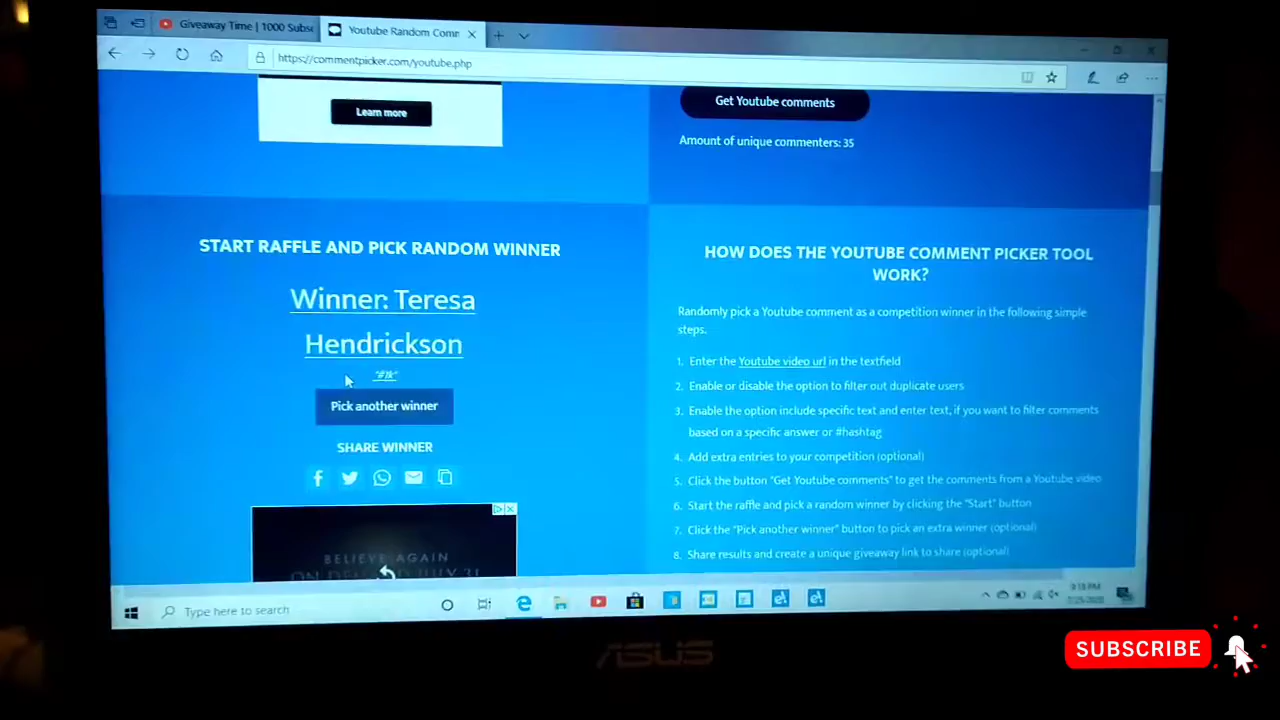 Giveaway Time | 1000 Subs
Youtube Random Comm
https://commentpicker.com/youtube.php
Learn more
Get Youtube comments
Amount of unique commenters: 35
START RAFFLE AND PICK RANDOM WINNER
Winner: Teresa
Hendrickson
"#1k"
Pick another winner
SHARE WINNER
BELIEVE AGAIN
HOW DOES THE YOUTUBE COMMENT PICKER TOOL
WORK?
Randomly pick a Youtube comment as a competition winner in the following simple
steps.
1. Enter the Youtube video url in the textfield
2. Enable or disable the option to filter out duplicate users
3. Enable the option include specific text and enter text, if you want to filter comments
based on a specific answer or #hashtag
4. Add extra entries to your competition (optional)
5. Click the button "Get Youtube comments" to get the comments from a Youtube video
6. Start the raffle and pick a random winner by clicking the "Start" button
7. Click the "Pick another winner" button to pick an extra winner (optional)
8. Share results and create a unique giveaway link to share (optional)
Type here to search
9:15 PM
7/25/2020
ASUS
SUBSCRIBE